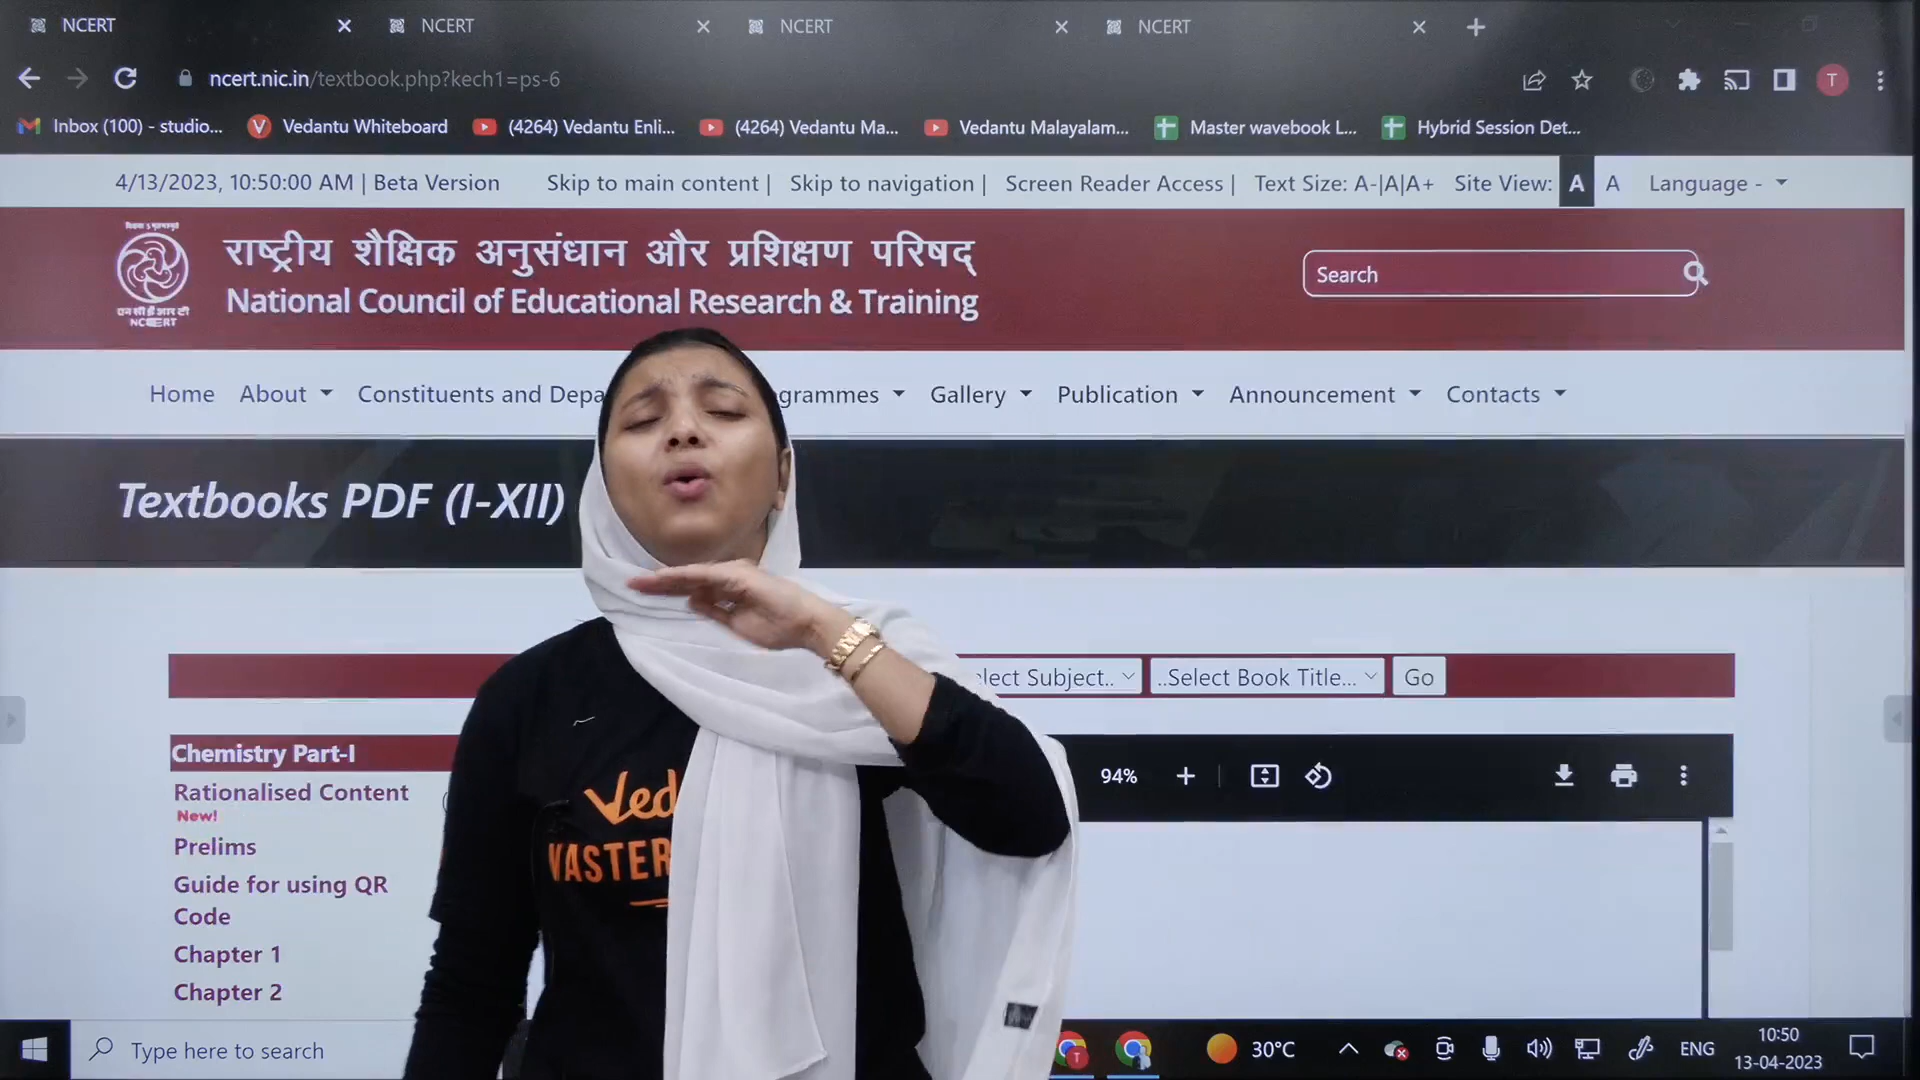 NCERT
NCERT
NCERT
NCERT
ncert.nic.in/textbook.php?kech1=ps-6
T
Inbox (100) - studio...
Vedantu Whiteboard
(4264) Vedantu Enli...
(4264) Vedantu Ma...
Vedantu Malayalam...
Master wavebook L...
Hybrid Session Det...
4/13/2023, 10:50:00 AM | Beta Version
Skip to main content |
Skip to navigation |
Screen Reader Access |
Text Size: A-|A|A+
Site View: A A
Language -
राष्ट्रीय शैक्षिक अनुसंधान और प्रशिक्षण परिषद्
National Council of Educational Research & Training
एन सी ई आर टी
NCERT
Search
Home
About
Constituents and Depa
grammes
Gallery
Publication
Announcement
Contacts
Textbooks PDF (I-XII)
lect Subject..
..Select Book Title...
Go
Chemistry Part-I
Rationalised Content
New!
Prelims
Guide for using QR
Code
Chapter 1
Chapter 2
94%
Ved
MASTER
Type here to search
T
30°C
ENG
10:50
13-04-2023